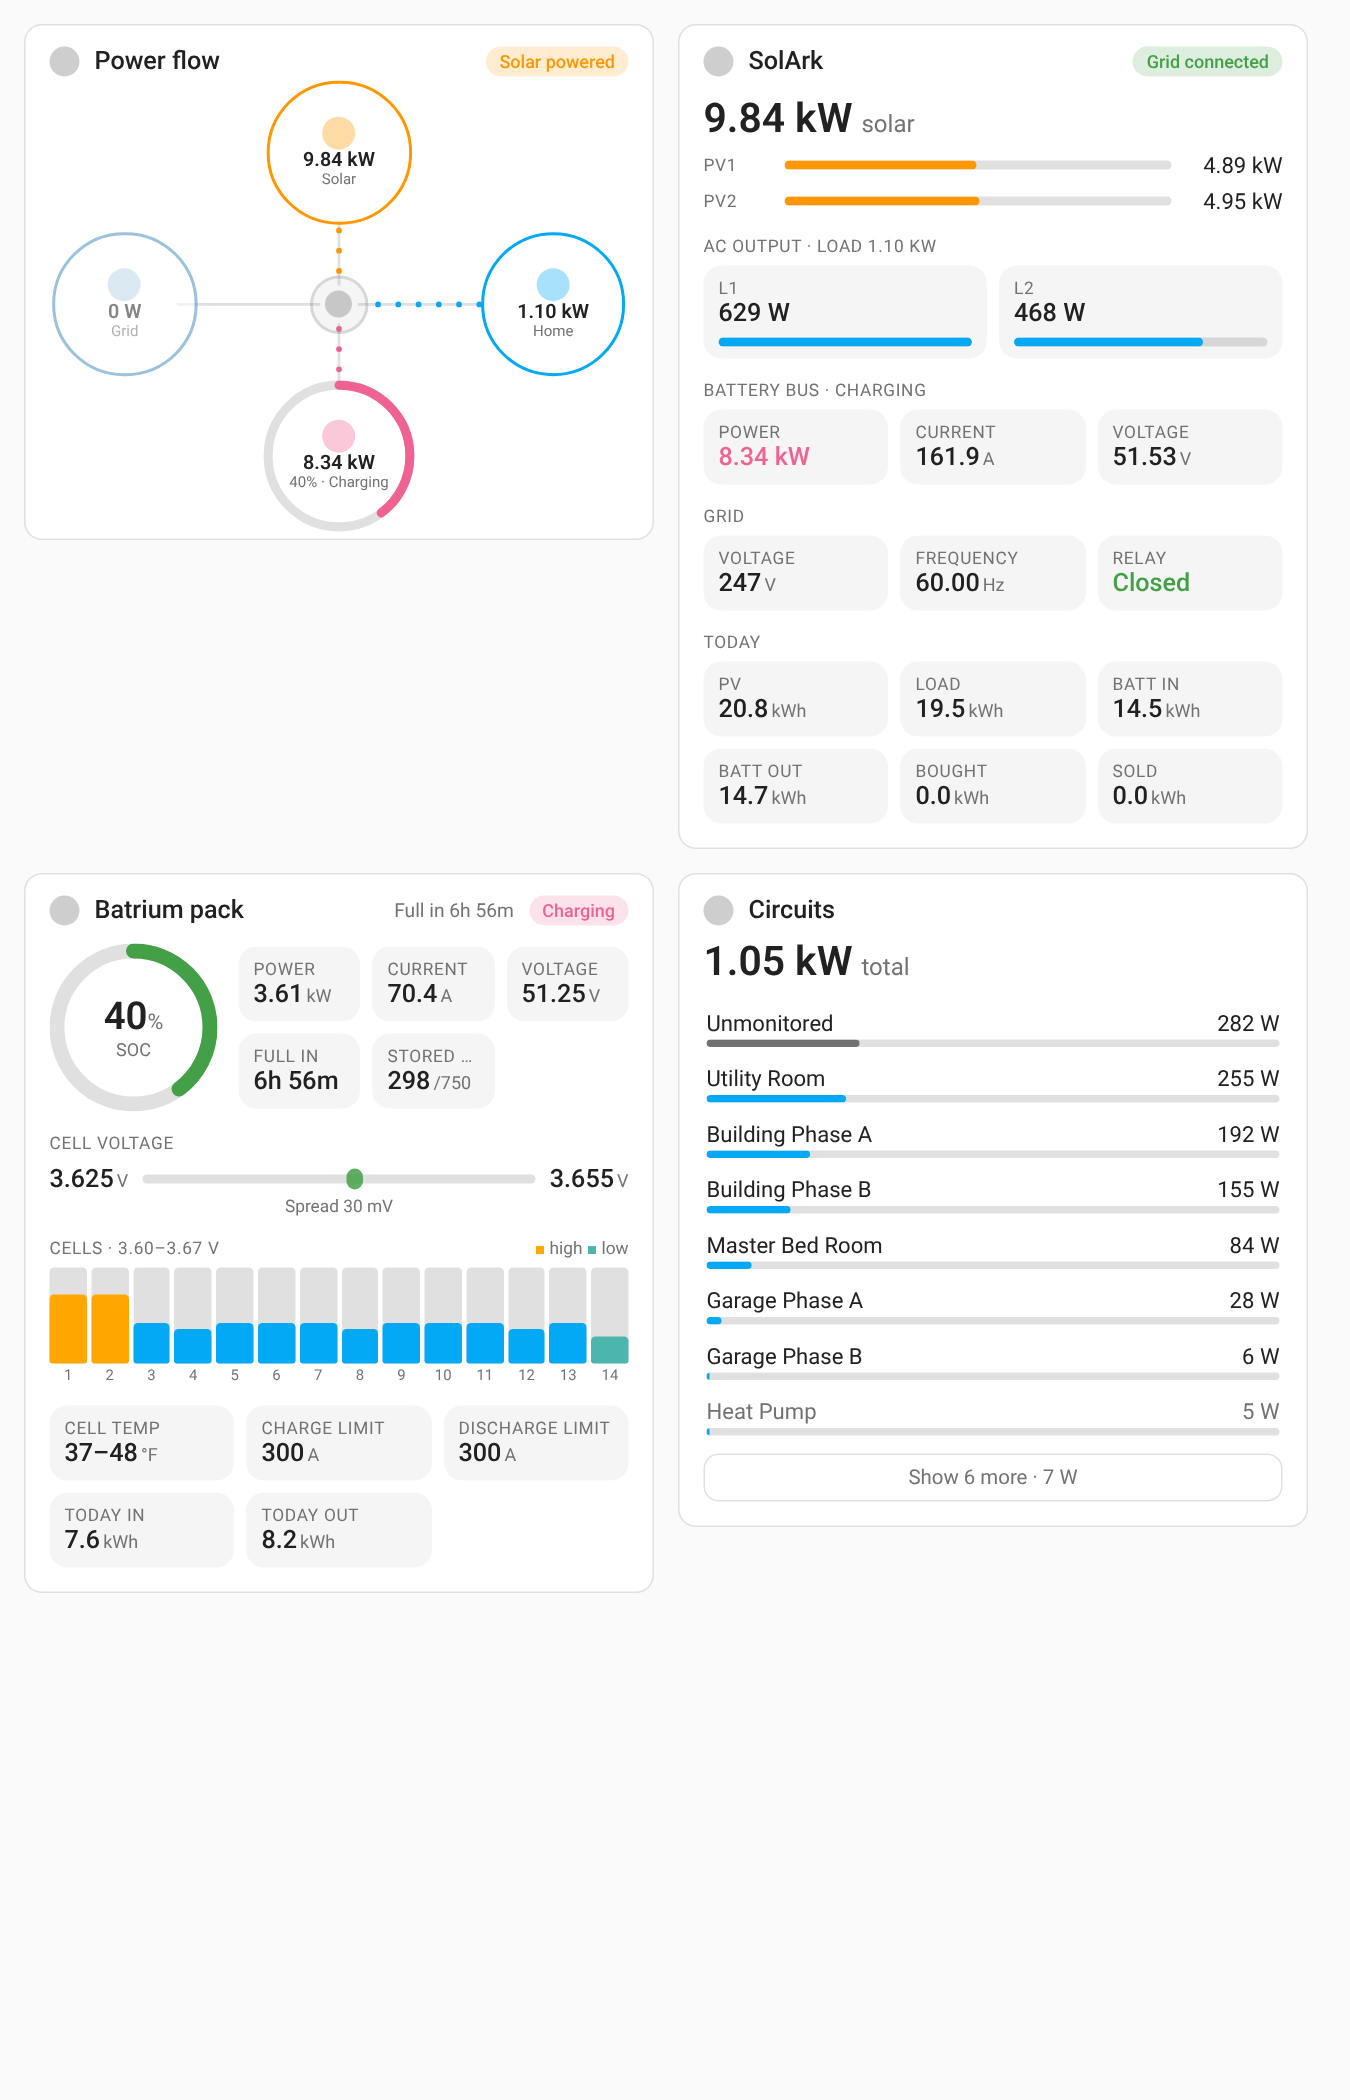 Power flow
Solar powered
9.84 kW
Solar
0 W
Grid
1.10 kW
Home
8.34 kW
40% · Charging
SolArk
Grid connected
9.84 kW solar
PV1 4.89 kW
PV2 4.95 kW
AC OUTPUT · LOAD 1.10 KW
L1
629 W
L2
468 W
BATTERY BUS · CHARGING
POWER
8.34 kW
CURRENT
161.9 A
VOLTAGE
51.53 V
GRID
VOLTAGE
247 V
FREQUENCY
60.00 Hz
RELAY
Closed
TODAY
PV
20.8 kWh
LOAD
19.5 kWh
BATT IN
14.5 kWh
BATT OUT
14.7 kWh
BOUGHT
0.0 kWh
SOLD
0.0 kWh
Batrium pack
Full in 6h 56m
Charging
40%
SOC
POWER
3.61 kW
CURRENT
70.4 A
VOLTAGE
51.25 V
FULL IN
6h 56m
STORED ...
298 /750
CELL VOLTAGE
3.625 V
3.655 V
Spread 30 mV
CELLS · 3.60–3.67 V
high low
1 2 3 4 5 6 7 8 9 10 11 12 13 14
CELL TEMP
37–48 °F
CHARGE LIMIT
300 A
DISCHARGE LIMIT
300 A
TODAY IN
7.6 kWh
TODAY OUT
8.2 kWh
Circuits
1.05 kW total
Unmonitored 282 W
Utility Room 255 W
Building Phase A 192 W
Building Phase B 155 W
Master Bed Room 84 W
Garage Phase A 28 W
Garage Phase B 6 W
Heat Pump 5 W
Show 6 more · 7 W